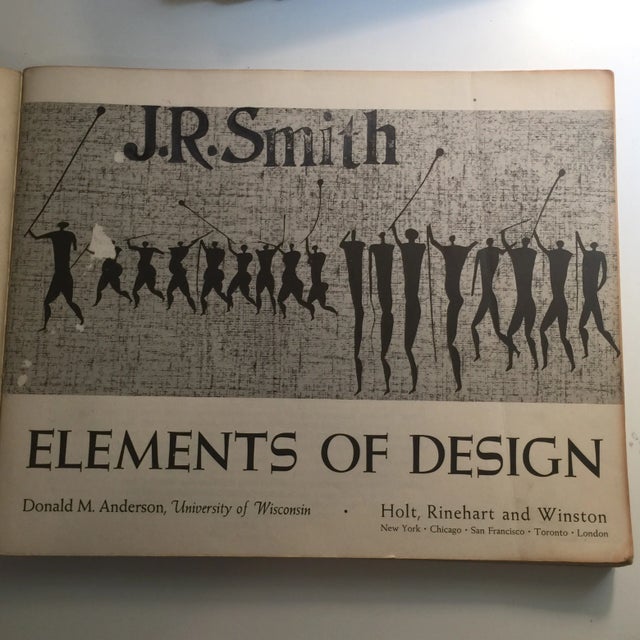 J.R. Smith
ELEMENTS OF DESIGN
Donald M. Anderson, University of Wisconsin · Holt, Rinehart and Winston
New York · Chicago · San Francisco · Toronto · London